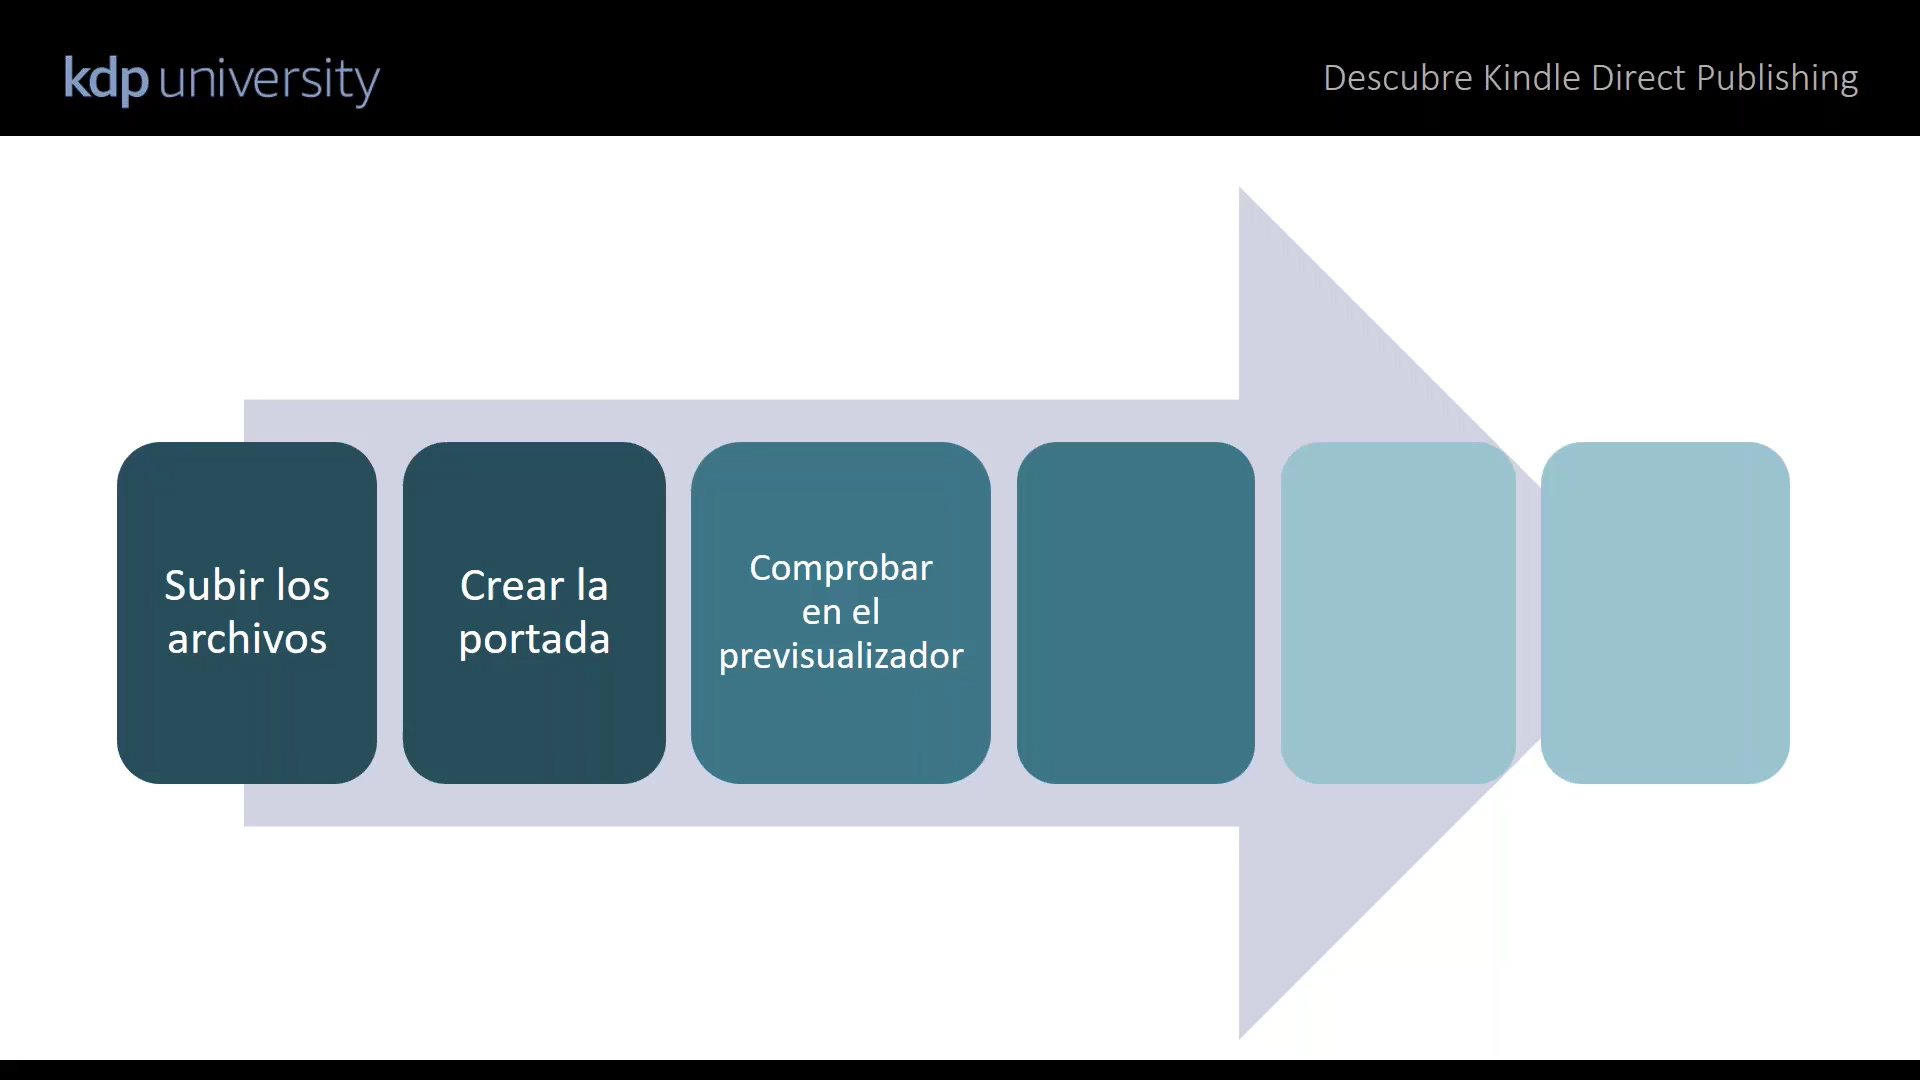 kdp university
Descubre Kindle Direct Publishing
Subir los
archivos
Crear la
portada
Comprobar
en el
previsualizador